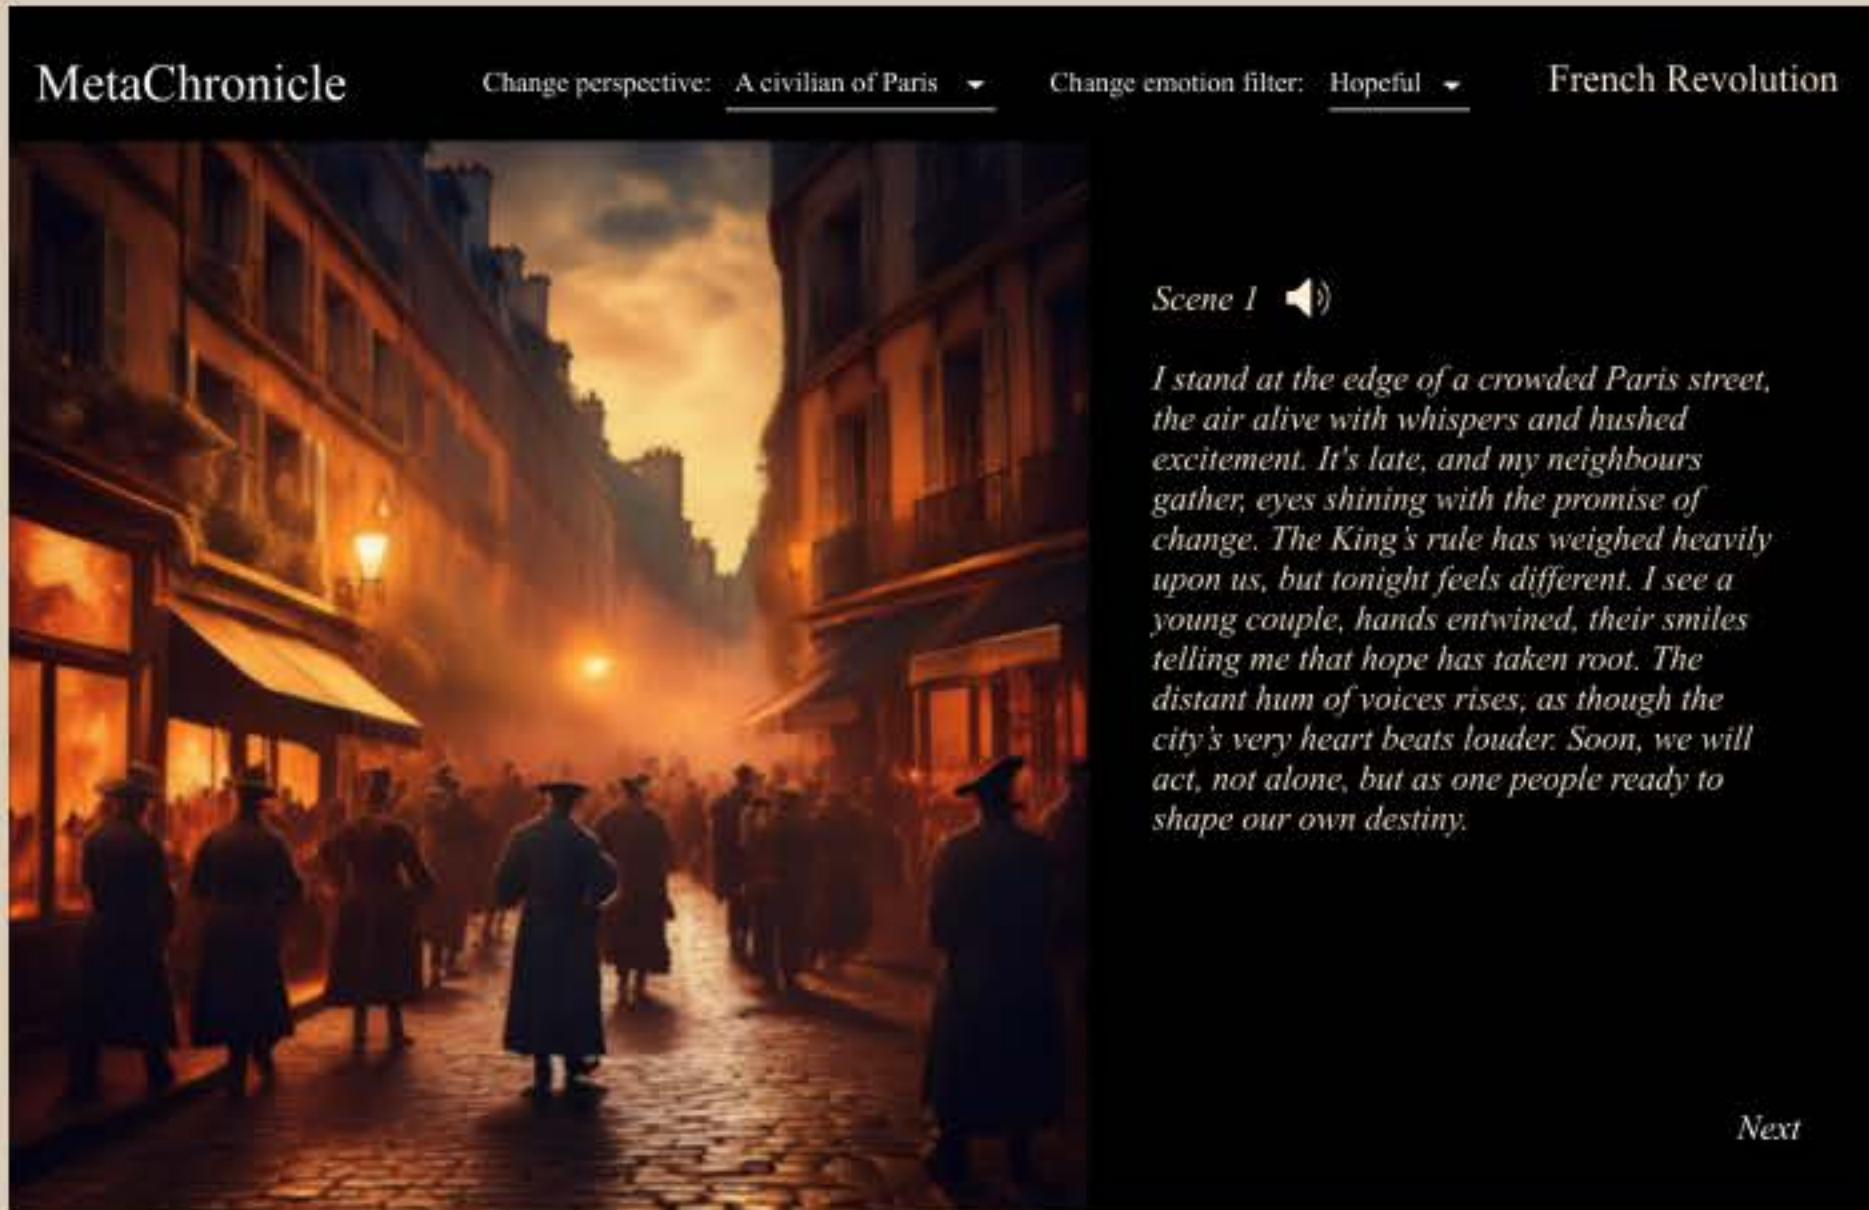 MetaChronicle
Change perspective: A civilian of Paris
Change emotion filter: Hopeful
French Revolution
Scene 1
I stand at the edge of a crowded Paris street,
the air alive with whispers and hushed
excitement. It's late, and my neighbours
gather, eyes shining with the promise of
change. The King's rule has weighed heavily
upon us, but tonight feels different. I see a
young couple, hands entwined, their smiles
telling me that hope has taken root. The
distant hum of voices rises, as though the
city's very heart beats louder. Soon, we will
act, not alone, but as one people ready to
shape our own destiny.
Next